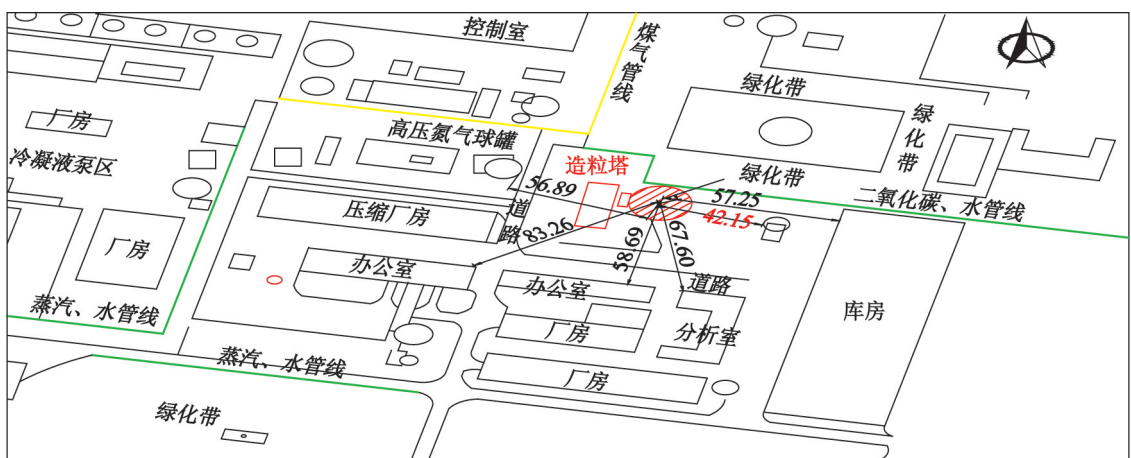 控制室
煤气管线
绿化带
绿化带
厂房
高压氮气球罐
冷凝液泵区
造粒塔
绿化带
56.89
57.25
二氧化碳、水管线
压缩厂房
道路
83.26
42.15
58.69
67.60
厂房
办公室
办公室
道路
库房
蒸汽、水管线
厂房
分析室
蒸汽、水管线
厂房
绿化带